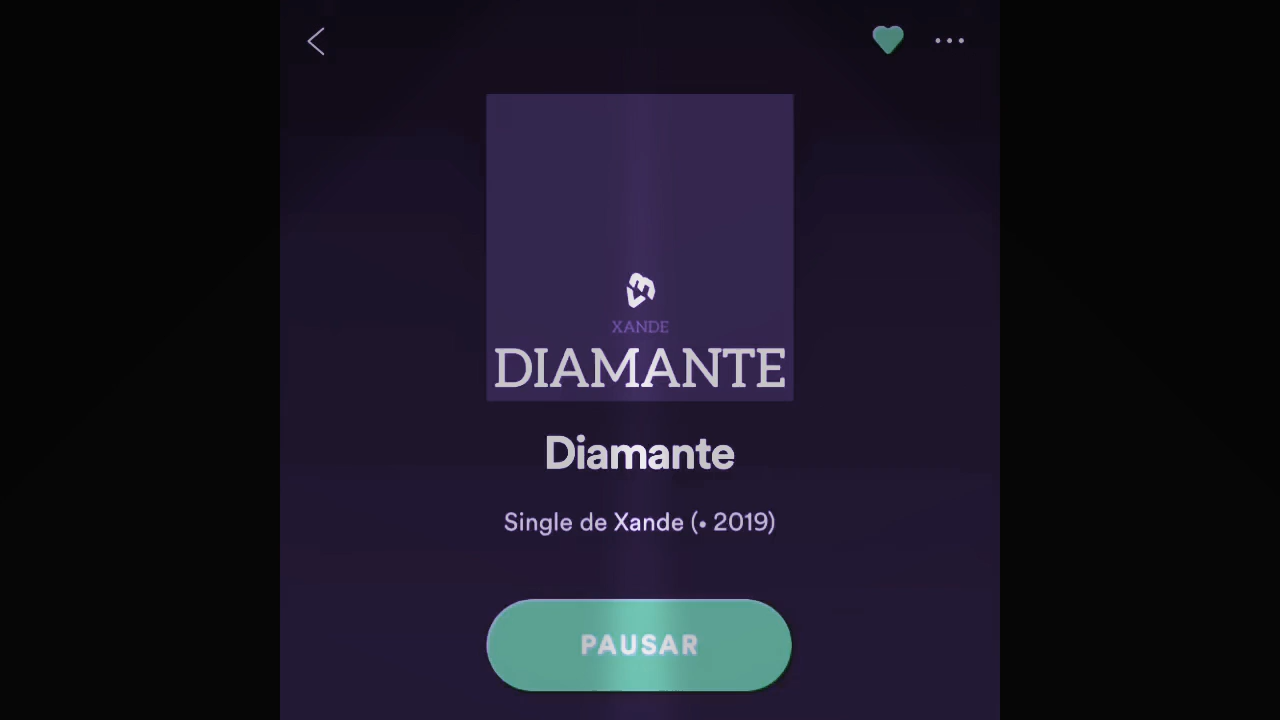 XANDE
DIAMANTE
Diamante
Single de Xande (• 2019)
PAUSAR